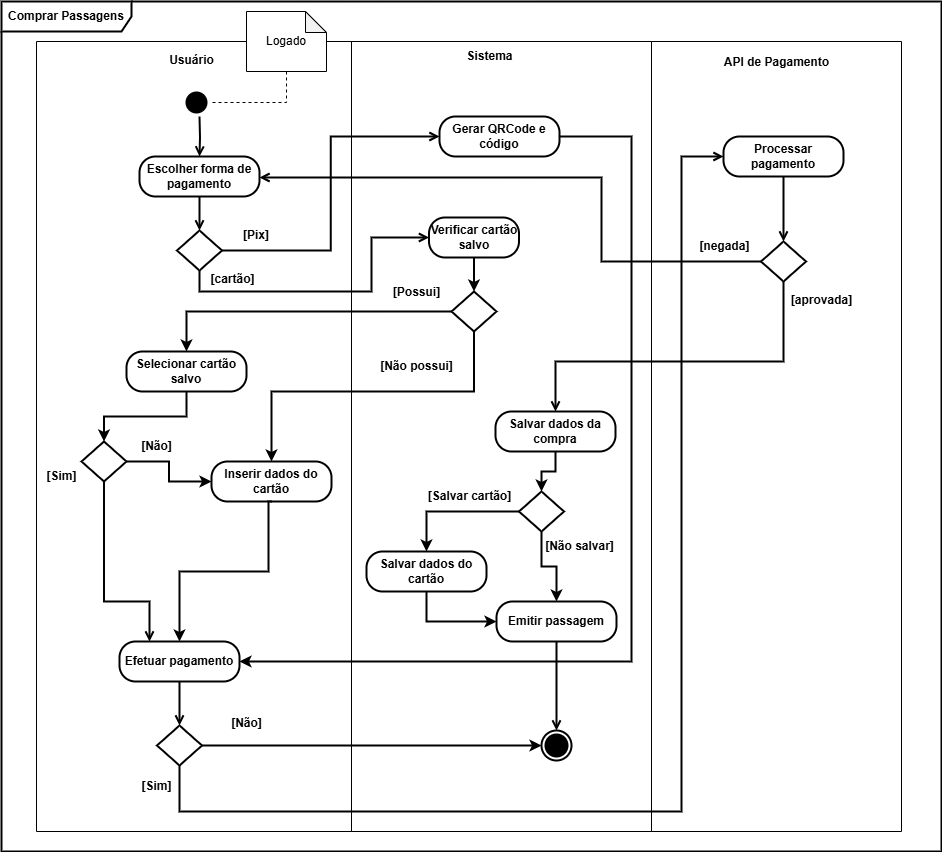 Comprar Passagens
Logado
Usuário
Sistema
API de Pagamento
Gerar QRCode e
código
Processar
pagamento
Escolher forma de
pagamento
[Pix]
Verificar cartão
salvo
[negada]
[cartão]
[Possui]
[aprovada]
Selecionar cartão
salvo
[Não possui]
Salvar dados da
compra
[Não]
[Sim]
Inserir dados do
cartão
[Salvar cartão]
[Não salvar]
Salvar dados do
cartão
Emitir passagem
Efetuar pagamento
[Não]
[Sim]